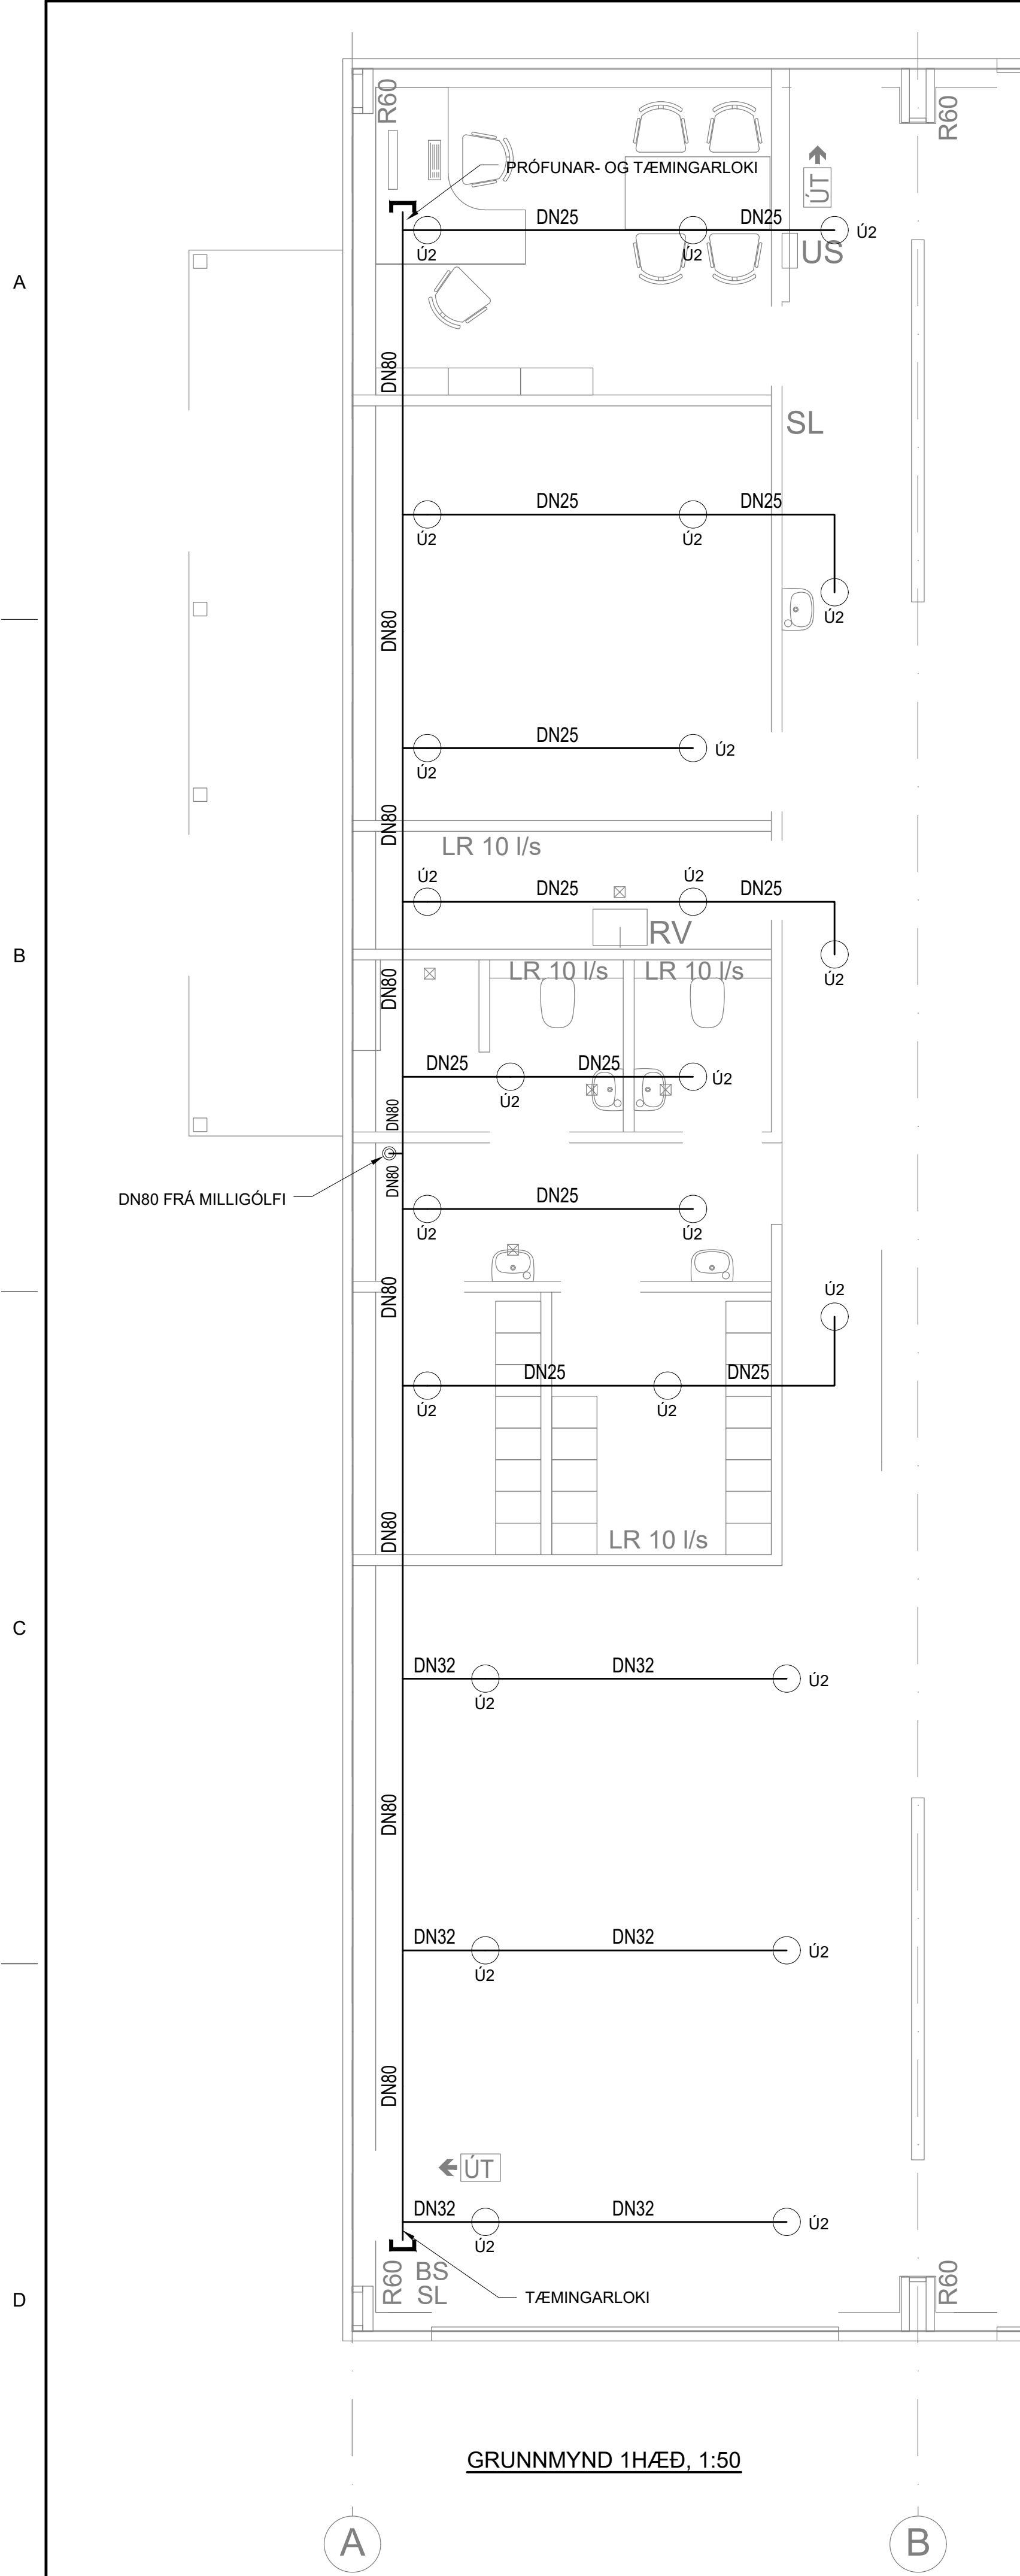 R60
R60
PRÓFUNAR- OG TÆMINGARLOKI
ÚT
DN25
DN25
Ú2
Ú2
Ú2
US
A
DN80
SL
DN25
DN25
Ú2
Ú2
DN80
Ú2
DN25
Ú2
Ú2
DN80
LR 10 l/s
Ú2
Ú2
DN25
DN25
RV
B
Ú2
DN80
LR 10 l/s
LR 10 l/s
DN25
DN25
Ú2
Ú2
DN80
DN80
DN80 FRÁ MILLIGÓLFI
DN25
Ú2
Ú2
DN80
Ú2
DN25
DN25
Ú2
Ú2
DN80
LR 10 l/s
C
DN32
DN32
Ú2
Ú2
DN80
DN32
DN32
Ú2
Ú2
DN80
ÚT
DN32
DN32
Ú2
Ú2
R60
BS
SL
R60
D
TÆMINGARLOKI
GRUNNMYND 1HÆÐ, 1:50
A
B